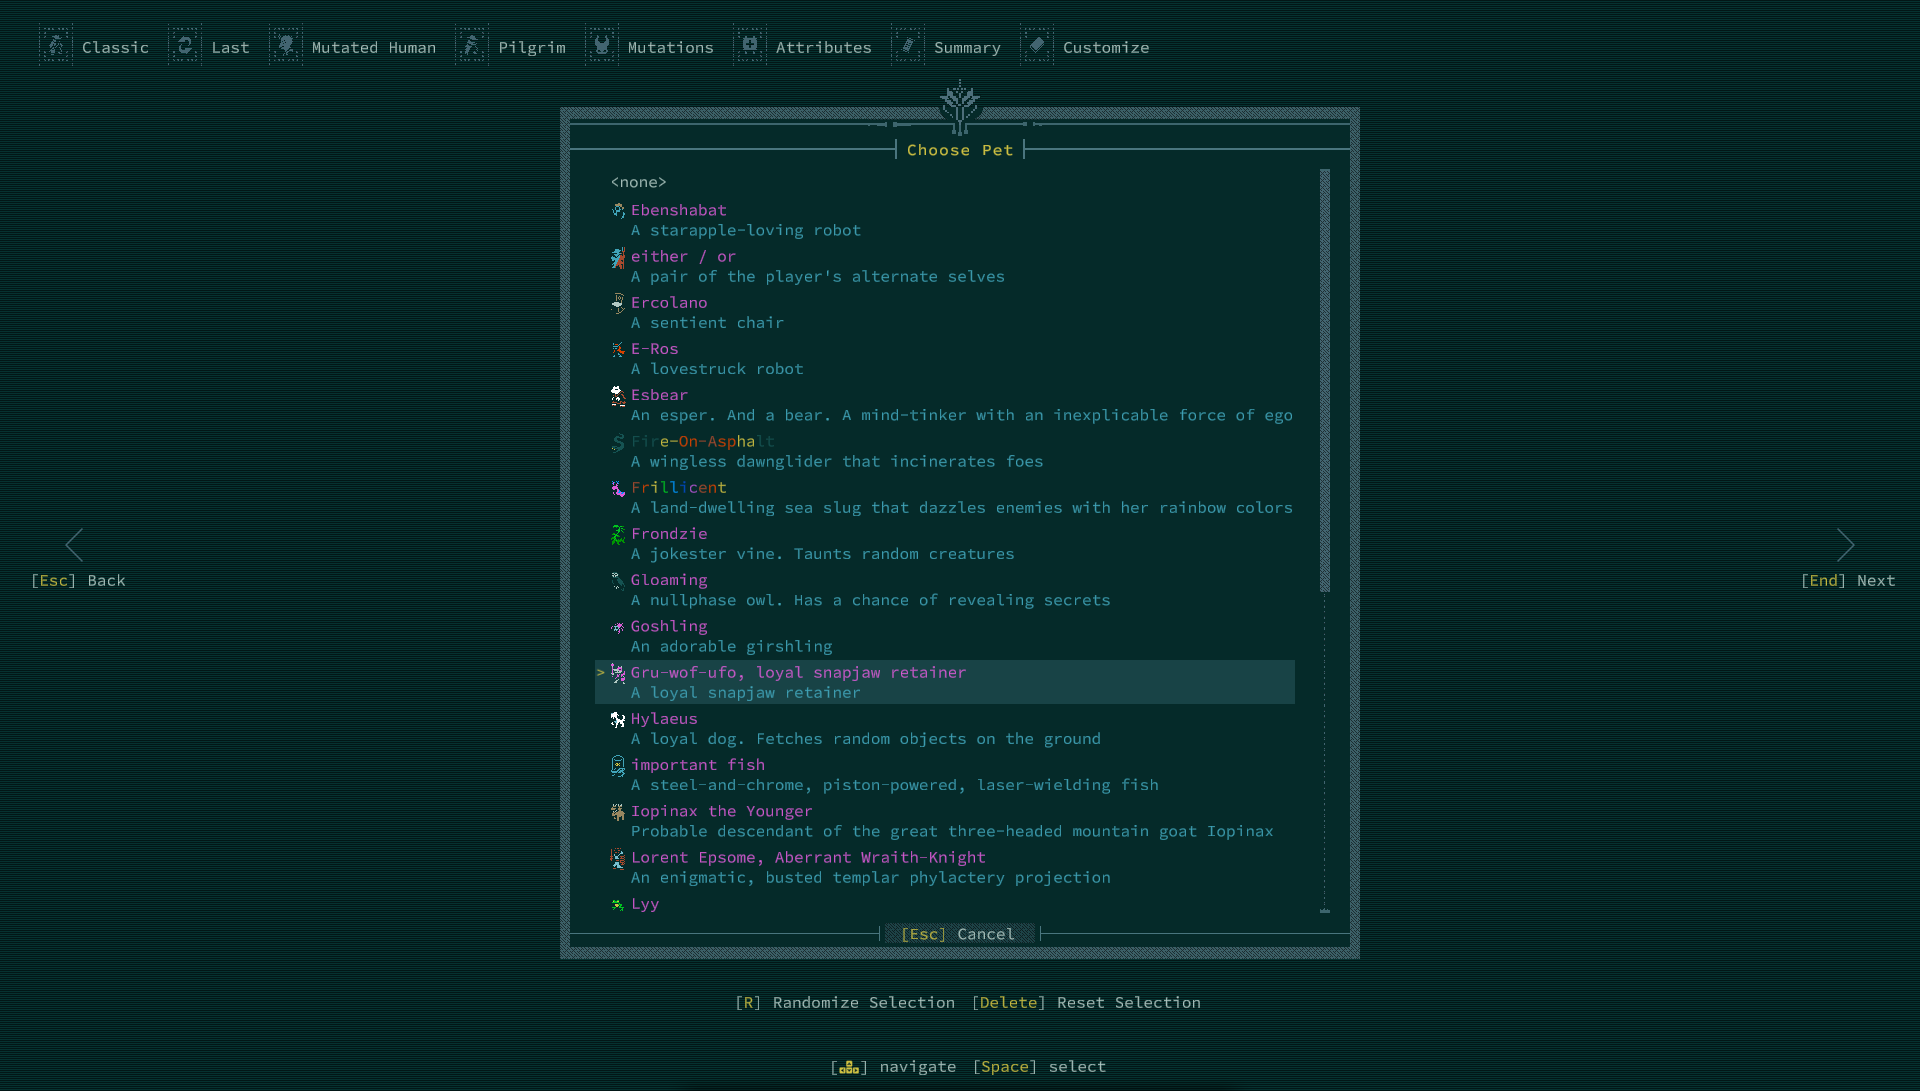 Classic Last Mutated Human Pilgrim Mutations Attributes Summary Customize
Choose Pet
<none>
Ebenshabat
A starapple-loving robot
either / or
A pair of the player's alternate selves
Ercolano
A sentient chair
E-Ros
A lovestruck robot
Esbear
An esper. And a bear. A mind-tinker with an inexplicable force of ego
Fire-On-Asphalt
A wingless dawnglider that incinerates foes
Frillicent
A land-dwelling sea slug that dazzles enemies with her rainbow colors
Frondzie
A jokester vine. Taunts random creatures
[Esc] Back
[End] Next
Gloaming
A nullphase owl. Has a chance of revealing secrets
Goshling
An adorable girshling
> Gru-wof-ufo, loyal snapjaw retainer
A loyal snapjaw retainer
Hylaeus
A loyal dog. Fetches random objects on the ground
important fish
A steel-and-chrome, piston-powered, laser-wielding fish
Iopinax the Younger
Probable descendant of the great three-headed mountain goat Iopinax
Lorent Epsome, Aberrant Wraith-Knight
An enigmatic, busted templar phylactery projection
Lyy
[Esc] Cancel
[R] Randomize Selection [Delete] Reset Selection
navigate [Space] select